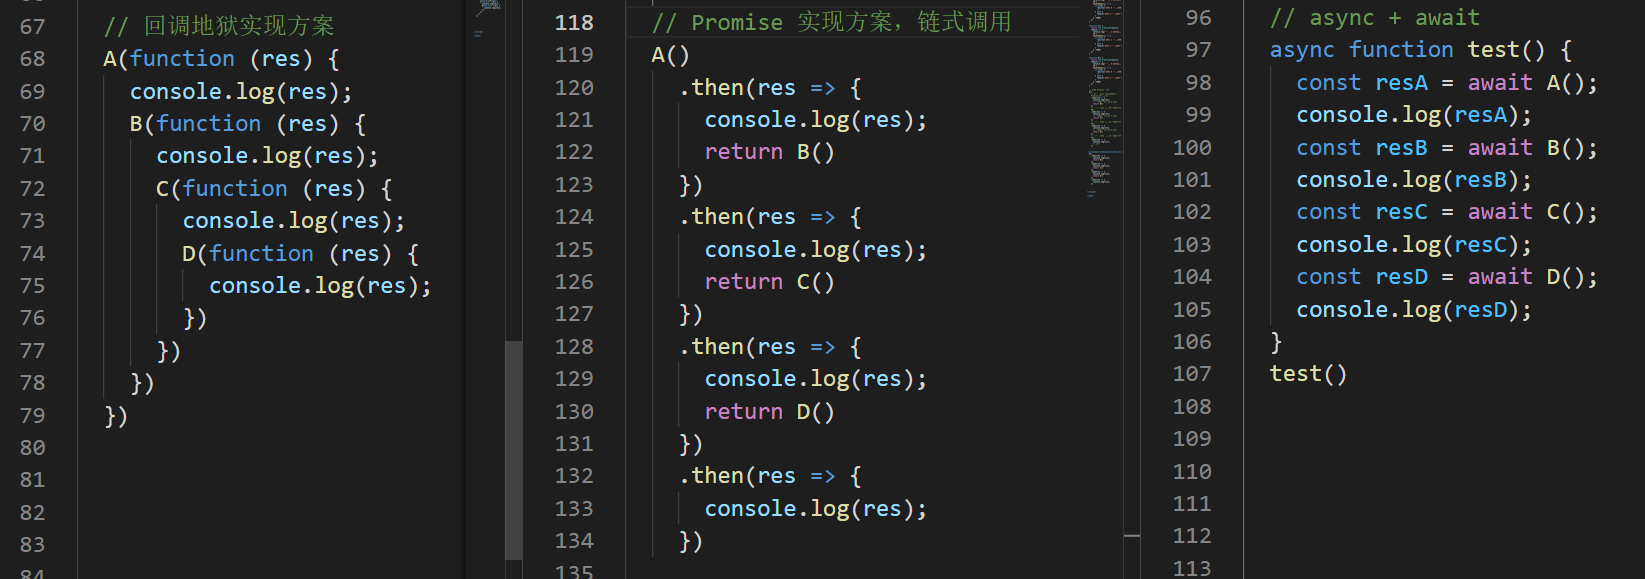 67 // 回调地狱实现方案
68 A(function (res) {
69 console.log(res);
70 B(function (res) {
71 console.log(res);
72 C(function (res) {
73 console.log(res);
74 D(function (res) {
75 console.log(res);
76 })
77 })
78 })
79 })
80
81
82
83
84
118 // Promise 实现方案，链式调用
119 A()
120 .then(res => {
121 console.log(res);
122 return B()
123 })
124 .then(res => {
125 console.log(res);
126 return C()
127 })
128 .then(res => {
129 console.log(res);
130 return D()
131 })
132 .then(res => {
133 console.log(res);
134 })
135
96 // async + await
97 async function test() {
98 const resA = await A();
99 console.log(resA);
100 const resB = await B();
101 console.log(resB);
102 const resC = await C();
103 console.log(resC);
104 const resD = await D();
105 console.log(resD);
106 }
107 test()
108
109
110
111
112
113